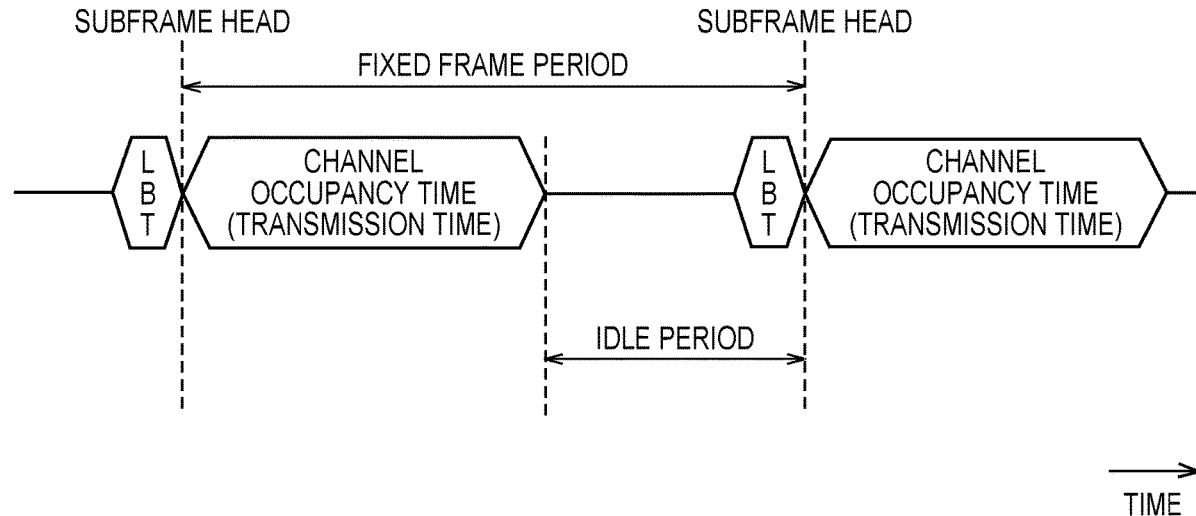 SUBFRAME HEAD
SUBFRAME HEAD
FIXED FRAME PERIOD
L
B
T
CHANNEL
OCCUPANCY TIME
(TRANSMISSION TIME)
L
B
T
CHANNEL
OCCUPANCY TIME
(TRANSMISSION TIME)
IDLE PERIOD
TIME